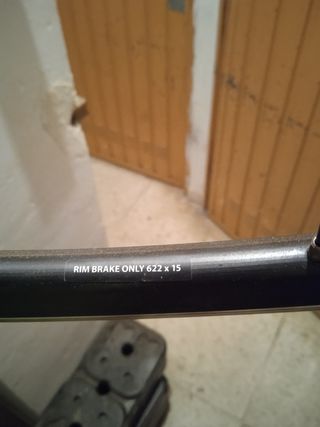 RIM BRAKE ONLY 622 x 15